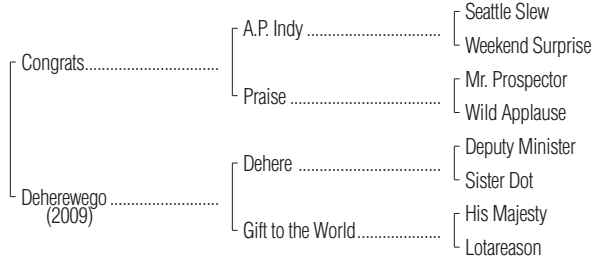 Seattle Slew
A.P. Indy ..............................
Weekend Surprise
Congrats..............................
Mr. Prospector
Praise ..................................
Wild Applause
Deputy Minister
Dehere ................................
Sister Dot
Deherewego ........................
(2009)
His Majesty
Gift to the World...................
Lotareason